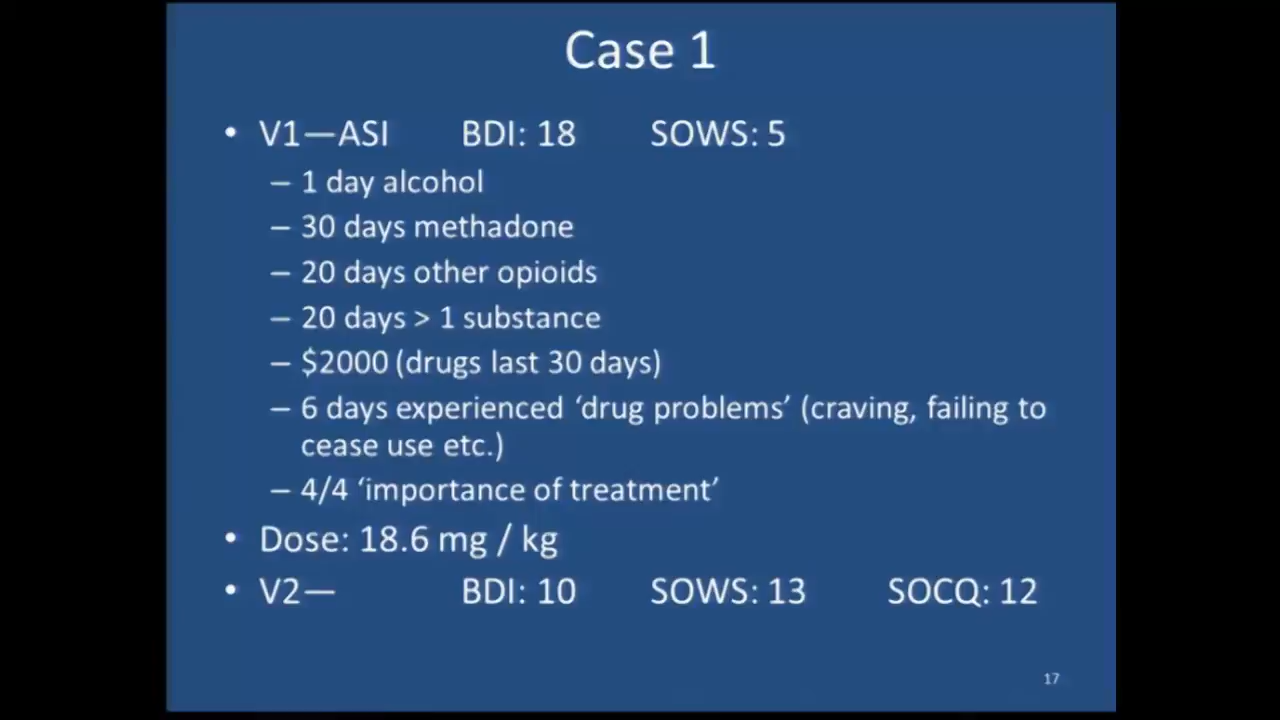 Case 1
• V1—ASI BDI: 18 SOWS: 5
– 1 day alcohol
– 30 days methadone
– 20 days other opioids
– 20 days > 1 substance
– $2000 (drugs last 30 days)
– 6 days experienced ‘drug problems’ (craving, failing to
cease use etc.)
– 4/4 ‘importance of treatment’
• Dose: 18.6 mg / kg
• V2— BDI: 10 SOWS: 13 SOCQ: 12
17